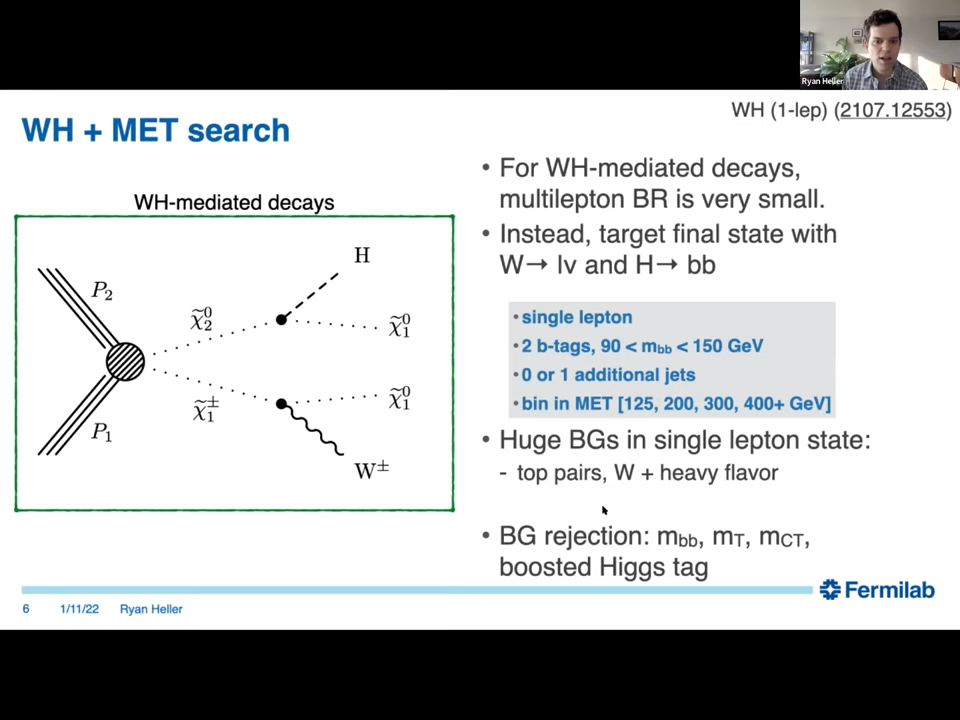 Ryan Heller
WH (1-lep) (2107.12553)
WH + MET search
WH-mediated decays
H
P₂
χ̃⁰₂
χ̃⁰₁
χ̃±₁
χ̃⁰₁
P₁
W±
• For WH-mediated decays,
multilepton BR is very small.
• Instead, target final state with
W→ lv and H→ bb
•single lepton
•2 b-tags, 90 < mbb < 150 GeV
•0 or 1 additional jets
•bin in MET [125, 200, 300, 400+ GeV]
• Huge BGs in single lepton state:
- top pairs, W + heavy flavor
• BG rejection: mbb, mT, mCT,
boosted Higgs tag
Fermilab
6 1/11/22 Ryan Heller